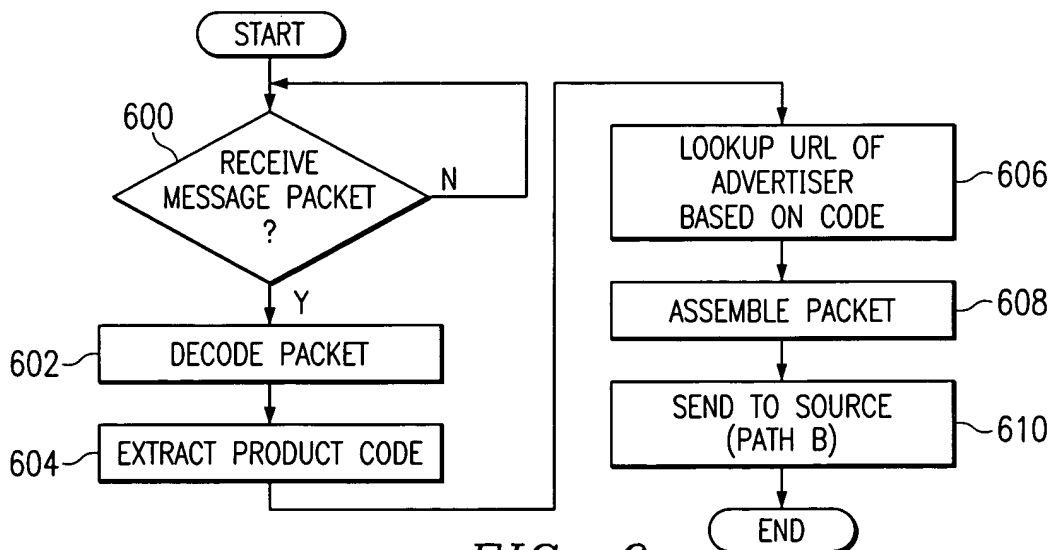 START
600
RECEIVE
MESSAGE PACKET
?
N
Y
602
DECODE PACKET
604
EXTRACT PRODUCT CODE
LOOKUP URL OF
ADVERTISER
BASED ON CODE
606
ASSEMBLE PACKET
608
SEND TO SOURCE
(PATH B)
610
END